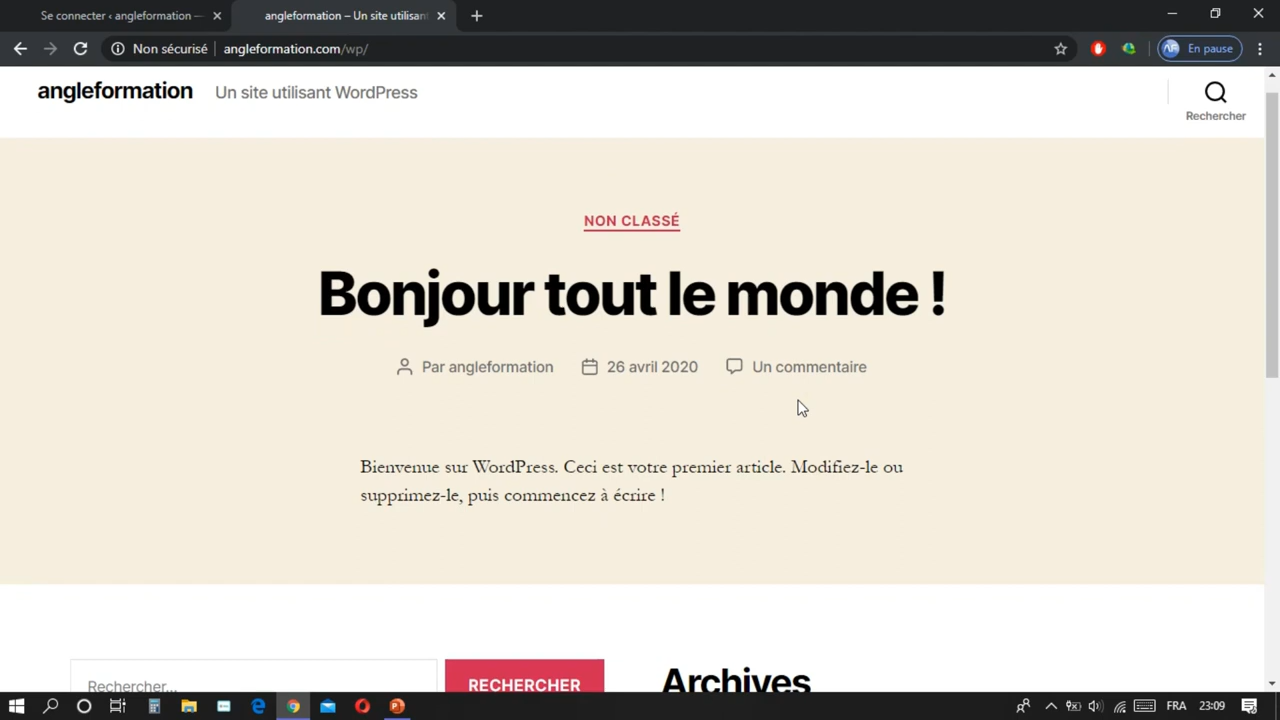 Se connecter ‹ angleformation —
angleformation – Un site utilisan
Non sécurisé
angleformation.com/wp/
AF
En pause
angleformation
Un site utilisant WordPress
Rechercher
NON CLASSÉ
Bonjour tout le monde !
Par angleformation
26 avril 2020
Un commentaire
Bienvenue sur WordPress. Ceci est votre premier article. Modifiez-le ou
supprimez-le, puis commencez à écrire !
Rechercher…
RECHERCHER
Archives
FRA
23:09